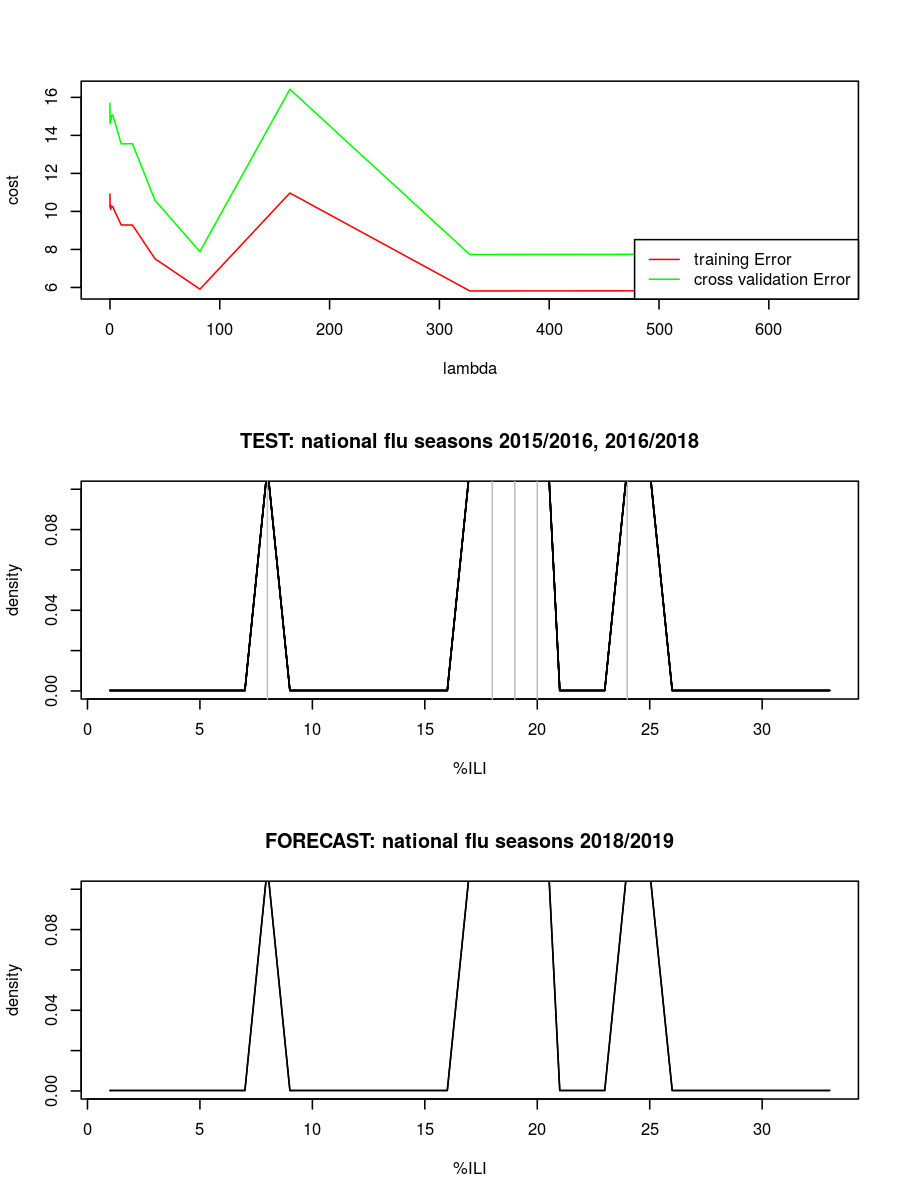 16
14
12
10
8
6
cost
training Error
cross validation Error
0 100 200 300 400 500 600
lambda
TEST: national flu seasons 2015/2016, 2016/2018
0.08
0.04
0.00
density
0 5 10 15 20 25 30
%ILI
FORECAST: national flu seasons 2018/2019
0.08
0.04
0.00
density
0 5 10 15 20 25 30
%ILI